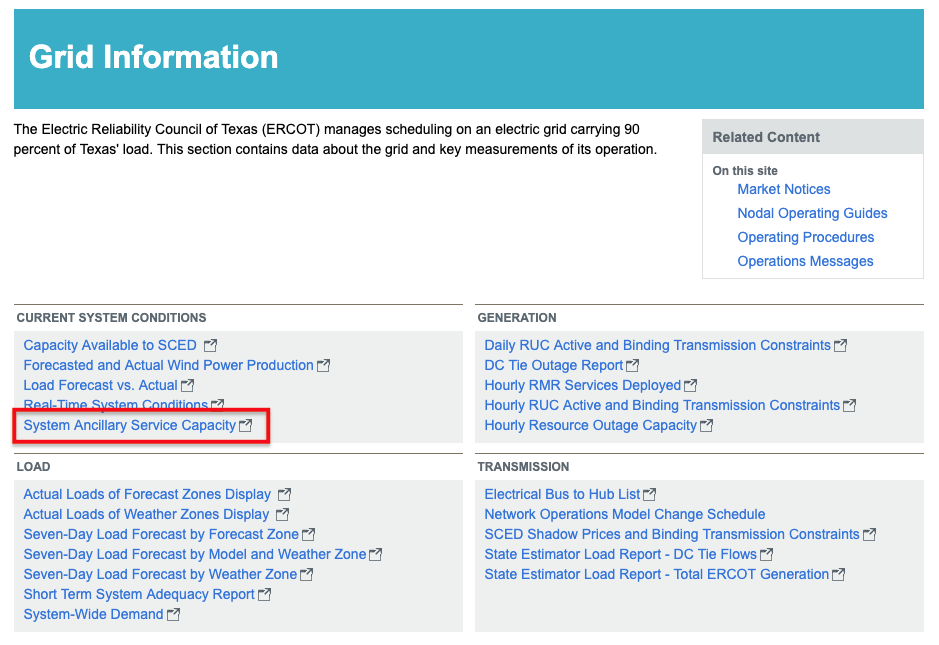 Grid Information
The Electric Reliability Council of Texas (ERCOT) manages scheduling on an electric grid carrying 90
percent of Texas' load. This section contains data about the grid and key measurements of its operation.
Related Content
On this site
Market Notices
Nodal Operating Guides
Operating Procedures
Operations Messages
CURRENT SYSTEM CONDITIONS
Capacity Available to SCED
Forecasted and Actual Wind Power Production
Load Forecast vs. Actual
Real-Time System Conditions
System Ancillary Service Capacity
GENERATION
Daily RUC Active and Binding Transmission Constraints
DC Tie Outage Report
Hourly RMR Services Deployed
Hourly RUC Active and Binding Transmission Constraints
Hourly Resource Outage Capacity
LOAD
Actual Loads of Forecast Zones Display
Actual Loads of Weather Zones Display
Seven-Day Load Forecast by Forecast Zone
Seven-Day Load Forecast by Model and Weather Zone
Seven-Day Load Forecast by Weather Zone
Short Term System Adequacy Report
System-Wide Demand
TRANSMISSION
Electrical Bus to Hub List
Network Operations Model Change Schedule
SCED Shadow Prices and Binding Transmission Constraints
State Estimator Load Report - DC Tie Flows
State Estimator Load Report - Total ERCOT Generation